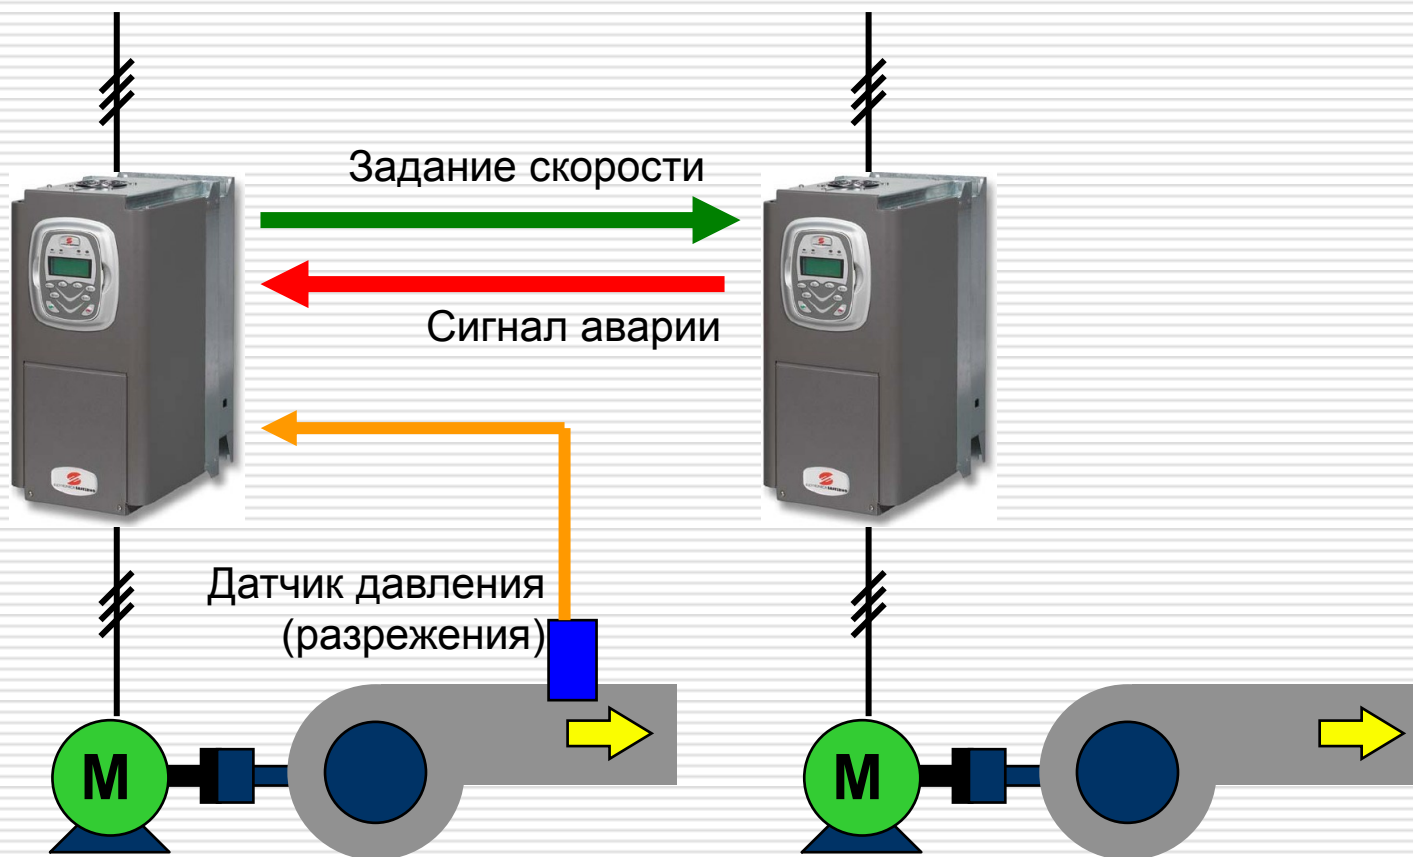 Задание скорости
Сигнал аварии
Датчик давления
(разрежения)
M
M